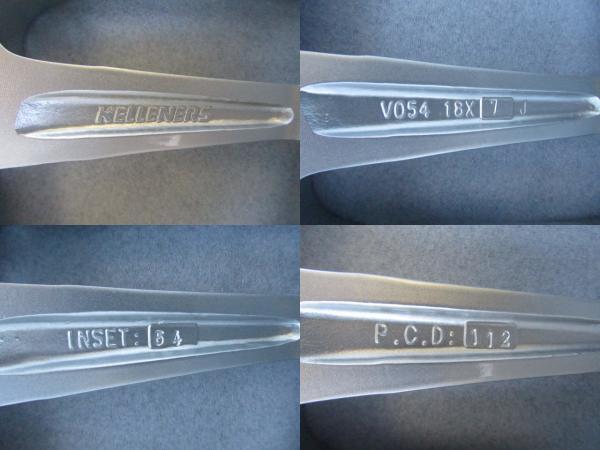 KELLENERS
V054 18X 7 J
INSET: 54
P.C.D: 112